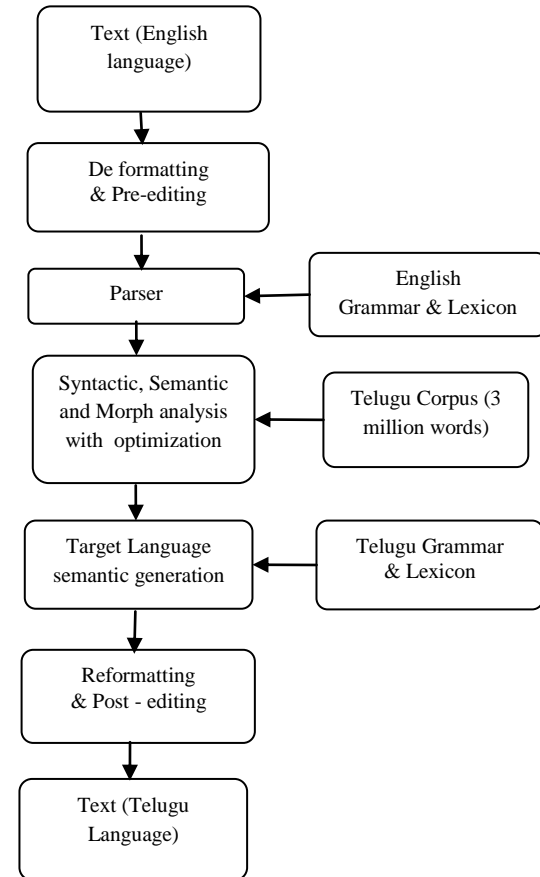 Text (English
language)
De formatting
& Pre-editing
Parser
English
Grammar & Lexicon
Syntactic, Semantic
and Morph analysis
with optimization
Telugu Corpus (3
million words)
Target Language
semantic generation
Telugu Grammar
& Lexicon
Reformatting
& Post - editing
Text (Telugu
Language)